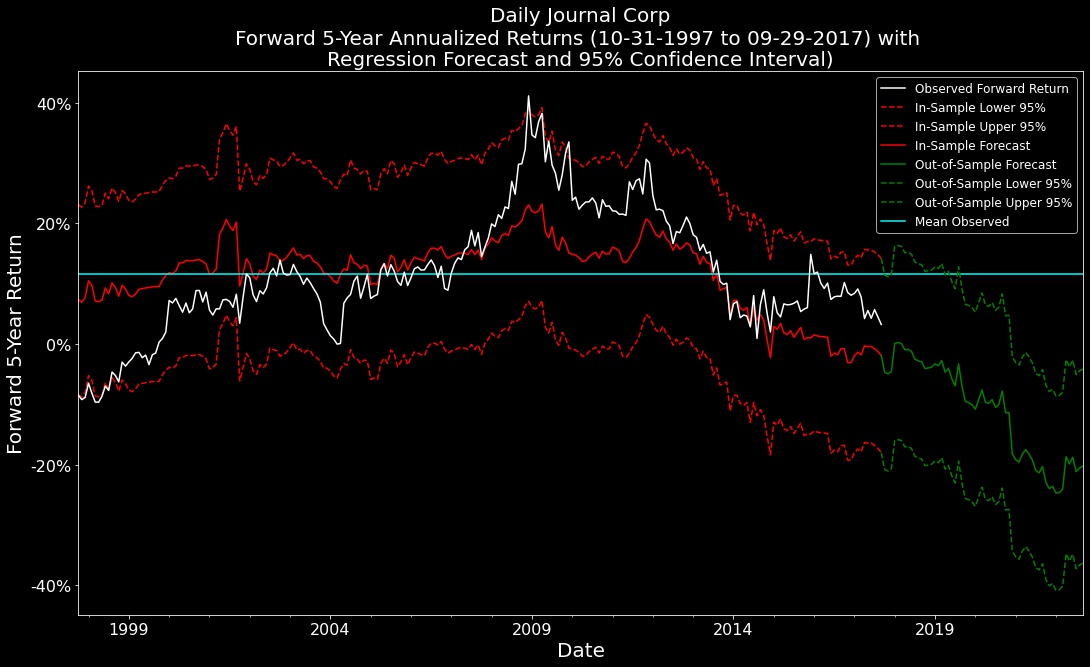 Daily Journal Corp
Forward 5-Year Annualized Returns (10-31-1997 to 09-29-2017) with
Regression Forecast and 95% Confidence Interval)
Observed Forward Return
In-Sample Lower 95%
In-Sample Upper 95%
In-Sample Forecast
Out-of-Sample Forecast
Out-of-Sample Lower 95%
Out-of-Sample Upper 95%
Mean Observed
Forward 5-Year Return
40%
20%
0%
-20%
-40%
1999
2004
2009
2014
2019
Date